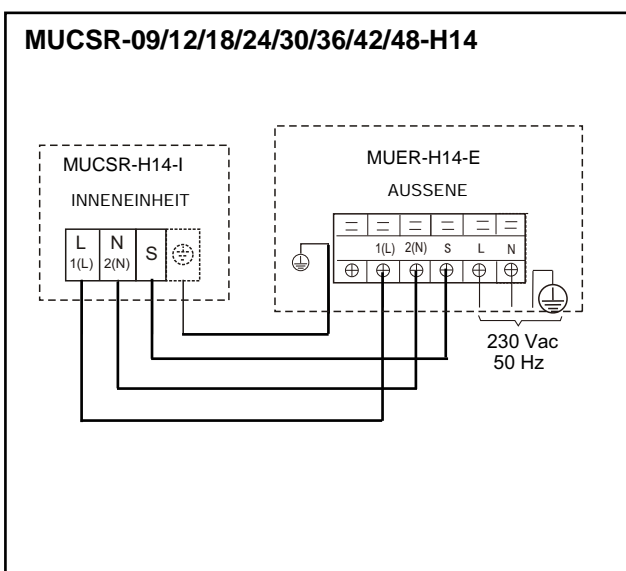 MUCSR-09/12/18/24/30/36/42/48-H14
MUCSR-H14-I
INNENEINHEIT
L N S
1(L) 2(N)
MUER-H14-E
AUSSENE
1(L) 2(N) S L N
230 Vac
50 Hz